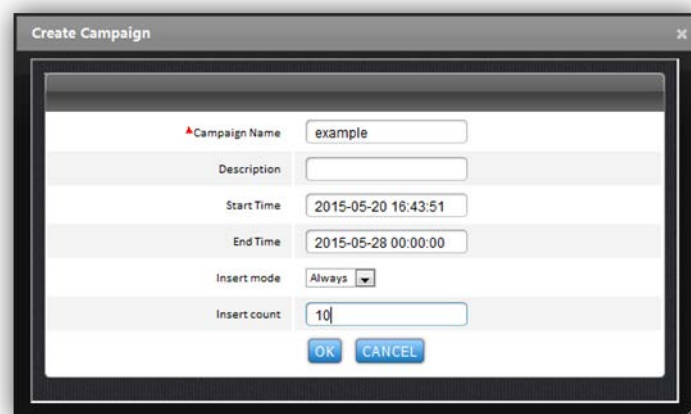 Create Campaign
Campaign Name example
Description
Start Time 2015-05-20 16:43:51
End Time 2015-05-28 00:00:00
Insert mode Always
Insert count 10
OK CANCEL